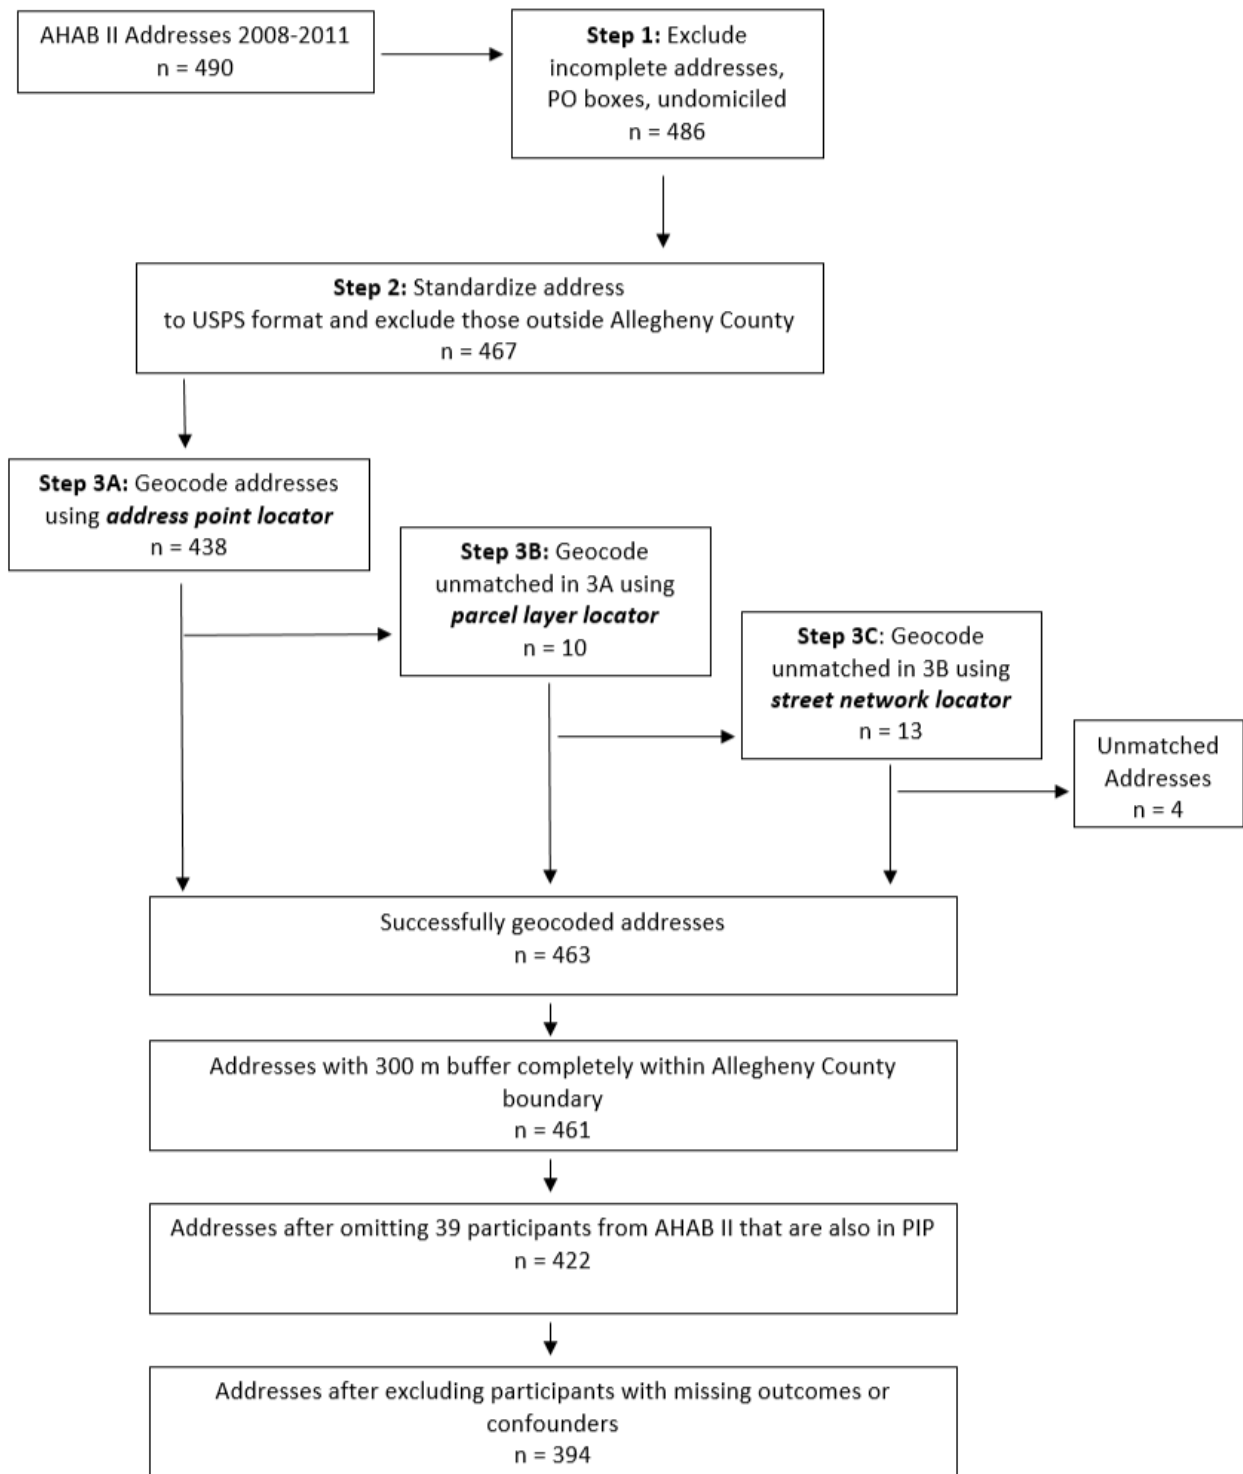 AHAB II Addresses 2008-2011
n = 490
Step 1: Exclude
incomplete addresses,
PO boxes, undomiciled
n = 486
Step 2: Standardize address
to USPS format and exclude those outside Allegheny County
n = 467
Step 3A: Geocode addresses
using address point locator
n = 438
Step 3B: Geocode
unmatched in 3A using
parcel layer locator
n = 10
Step 3C: Geocode
unmatched in 3B using
street network locator
n = 13
Unmatched
Addresses
n = 4
Successfully geocoded addresses
n = 463
Addresses with 300 m buffer completely within Allegheny County
boundary
n = 461
Addresses after omitting 39 participants from AHAB II that are also in PIP
n = 422
Addresses after excluding participants with missing outcomes or
confounders
n = 394